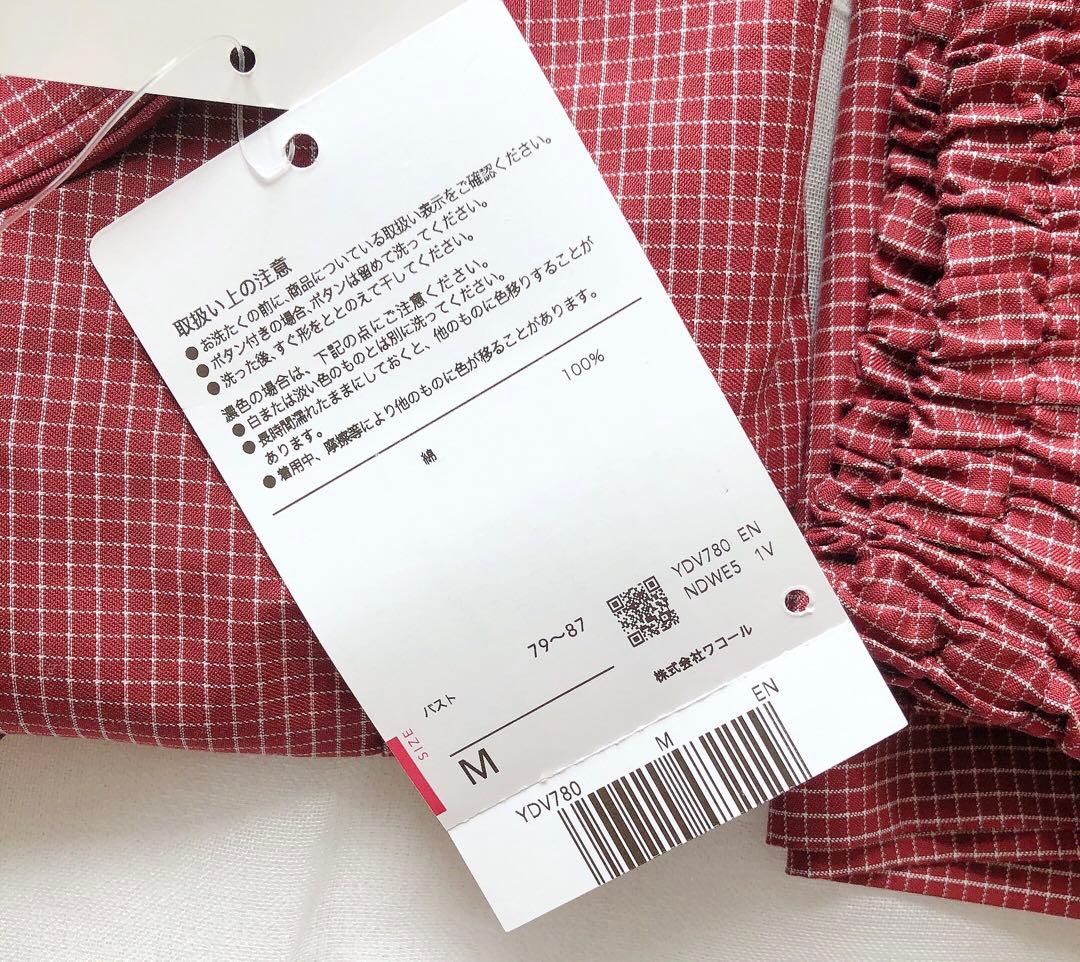 取扱い上の注意
●お洗たくの前に、商品についている取扱い表示をご確認ください。
●ボタン付きの場合、ボタンは留めて洗ってください。
●洗った後、すぐ形をととのえて干してください。
濃色の場合は、下記の点にご注意ください。
●白または淡い色のものとは別に洗ってください。
●長時間濡れたままにしておくと、他のものに色移りすることが
あります。
●着用中、摩擦等により他のものに色が移ることがあります。
綿 100%
YDV780 EN
NDWE5 1V
バスト 79〜87
株式会社ワコール
SIZE
M
YDV780 M EN